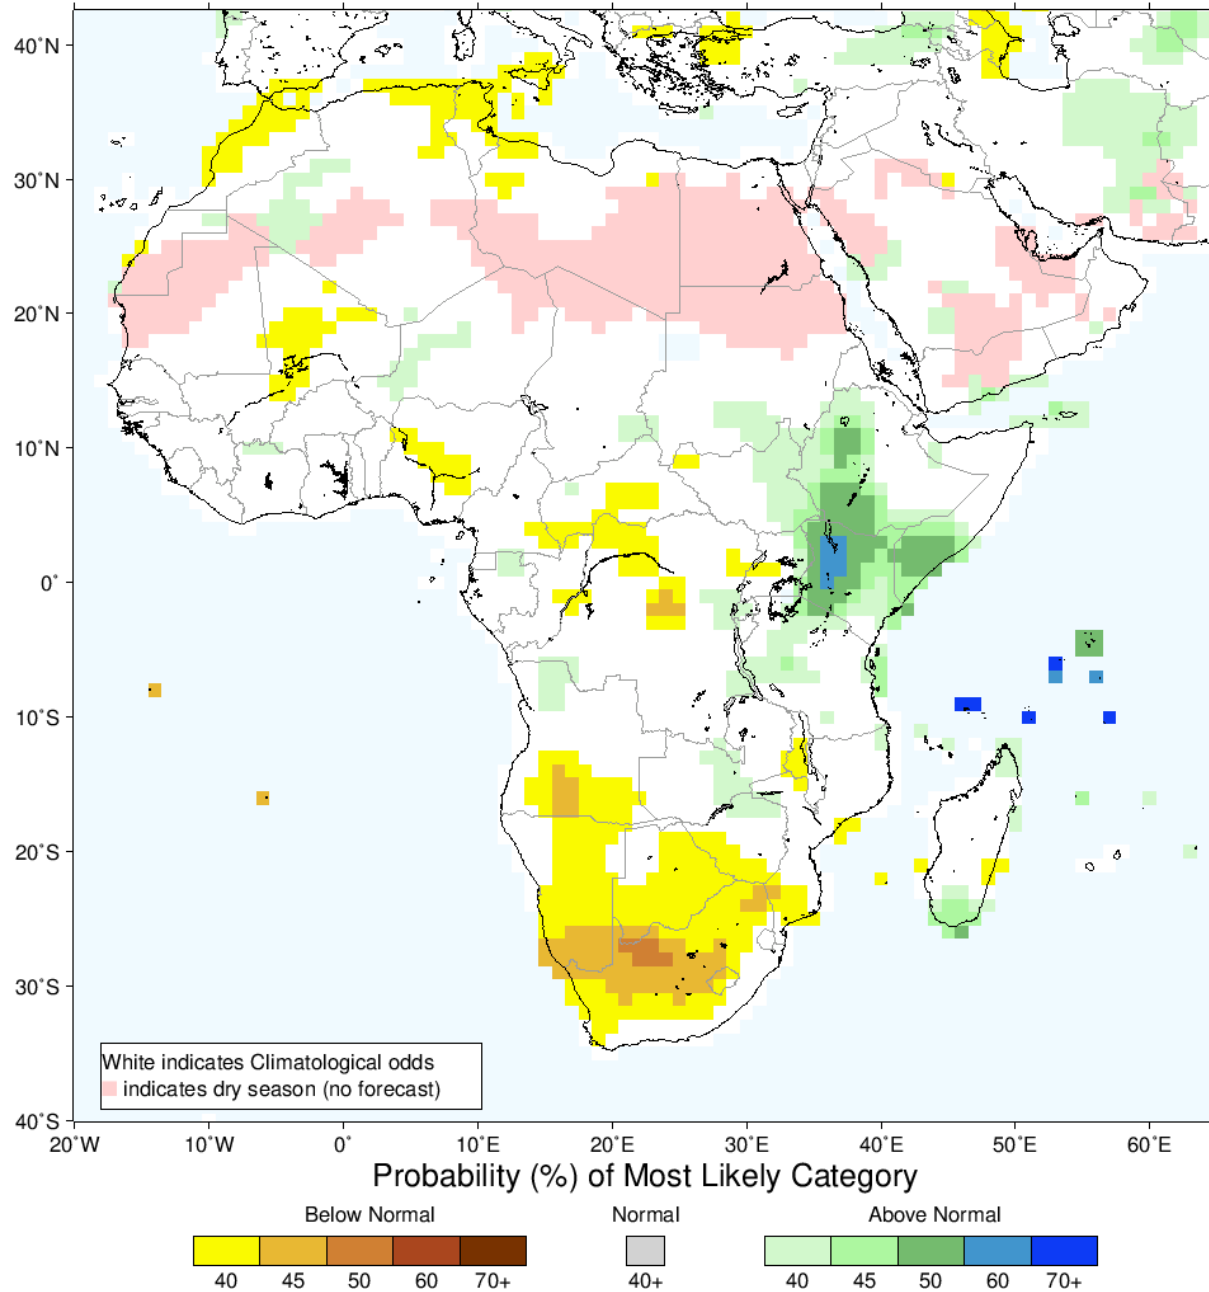 40˚N
30˚N
20˚N
10˚N
0˚
10˚S
20˚S
30˚S
40˚S
White indicates Climatological odds
indicates dry season (no forecast)
20˚W 10˚W 0˚ 10˚E 20˚E 30˚E 40˚E 50˚E 60˚E
Probability (%) of Most Likely Category
Below Normal Normal Above Normal
40 45 50 60 70+ 40+ 40 45 50 60 70+